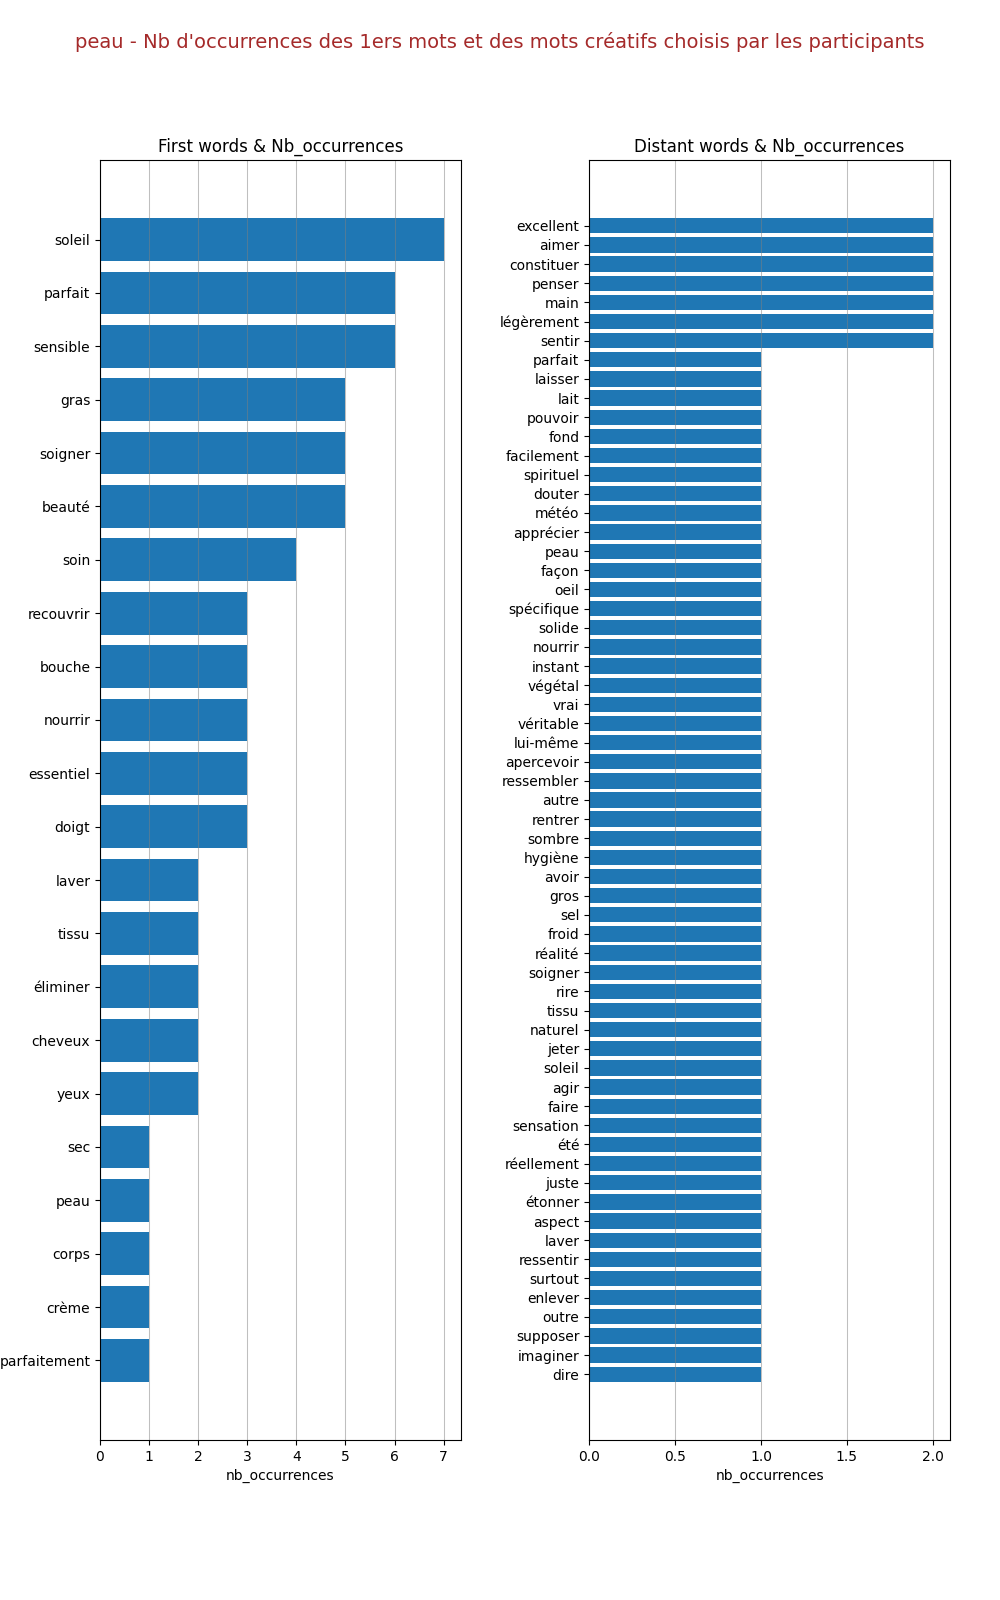 peau - Nb d'occurrences des 1ers mots et des mots créatifs choisis par les participants
First words & Nb_occurrences
soleil
parfait
sensible
gras
soigner
beauté
soin
recouvrir
bouche
nourrir
essentiel
doigt
laver
tissu
éliminer
cheveux
yeux
sec
peau
corps
crème
parfaitement
0 1 2 3 4 5 6 7
nb_occurrences
Distant words & Nb_occurrences
excellent
aimer
constituer
penser
main
légèrement
sentir
parfait
laisser
lait
pouvoir
fond
facilement
spirituel
douter
météo
apprécier
peau
façon
oeil
spécifique
solide
nourrir
instant
végétal
vrai
véritable
lui-même
apercevoir
ressembler
autre
rentrer
sombre
hygiène
avoir
gros
sel
froid
réalité
soigner
rire
tissu
naturel
jeter
soleil
agir
faire
sensation
été
réellement
juste
étonner
aspect
laver
ressentir
surtout
enlever
outre
supposer
imaginer
dire
0.0 0.5 1.0 1.5 2.0
nb_occurrences